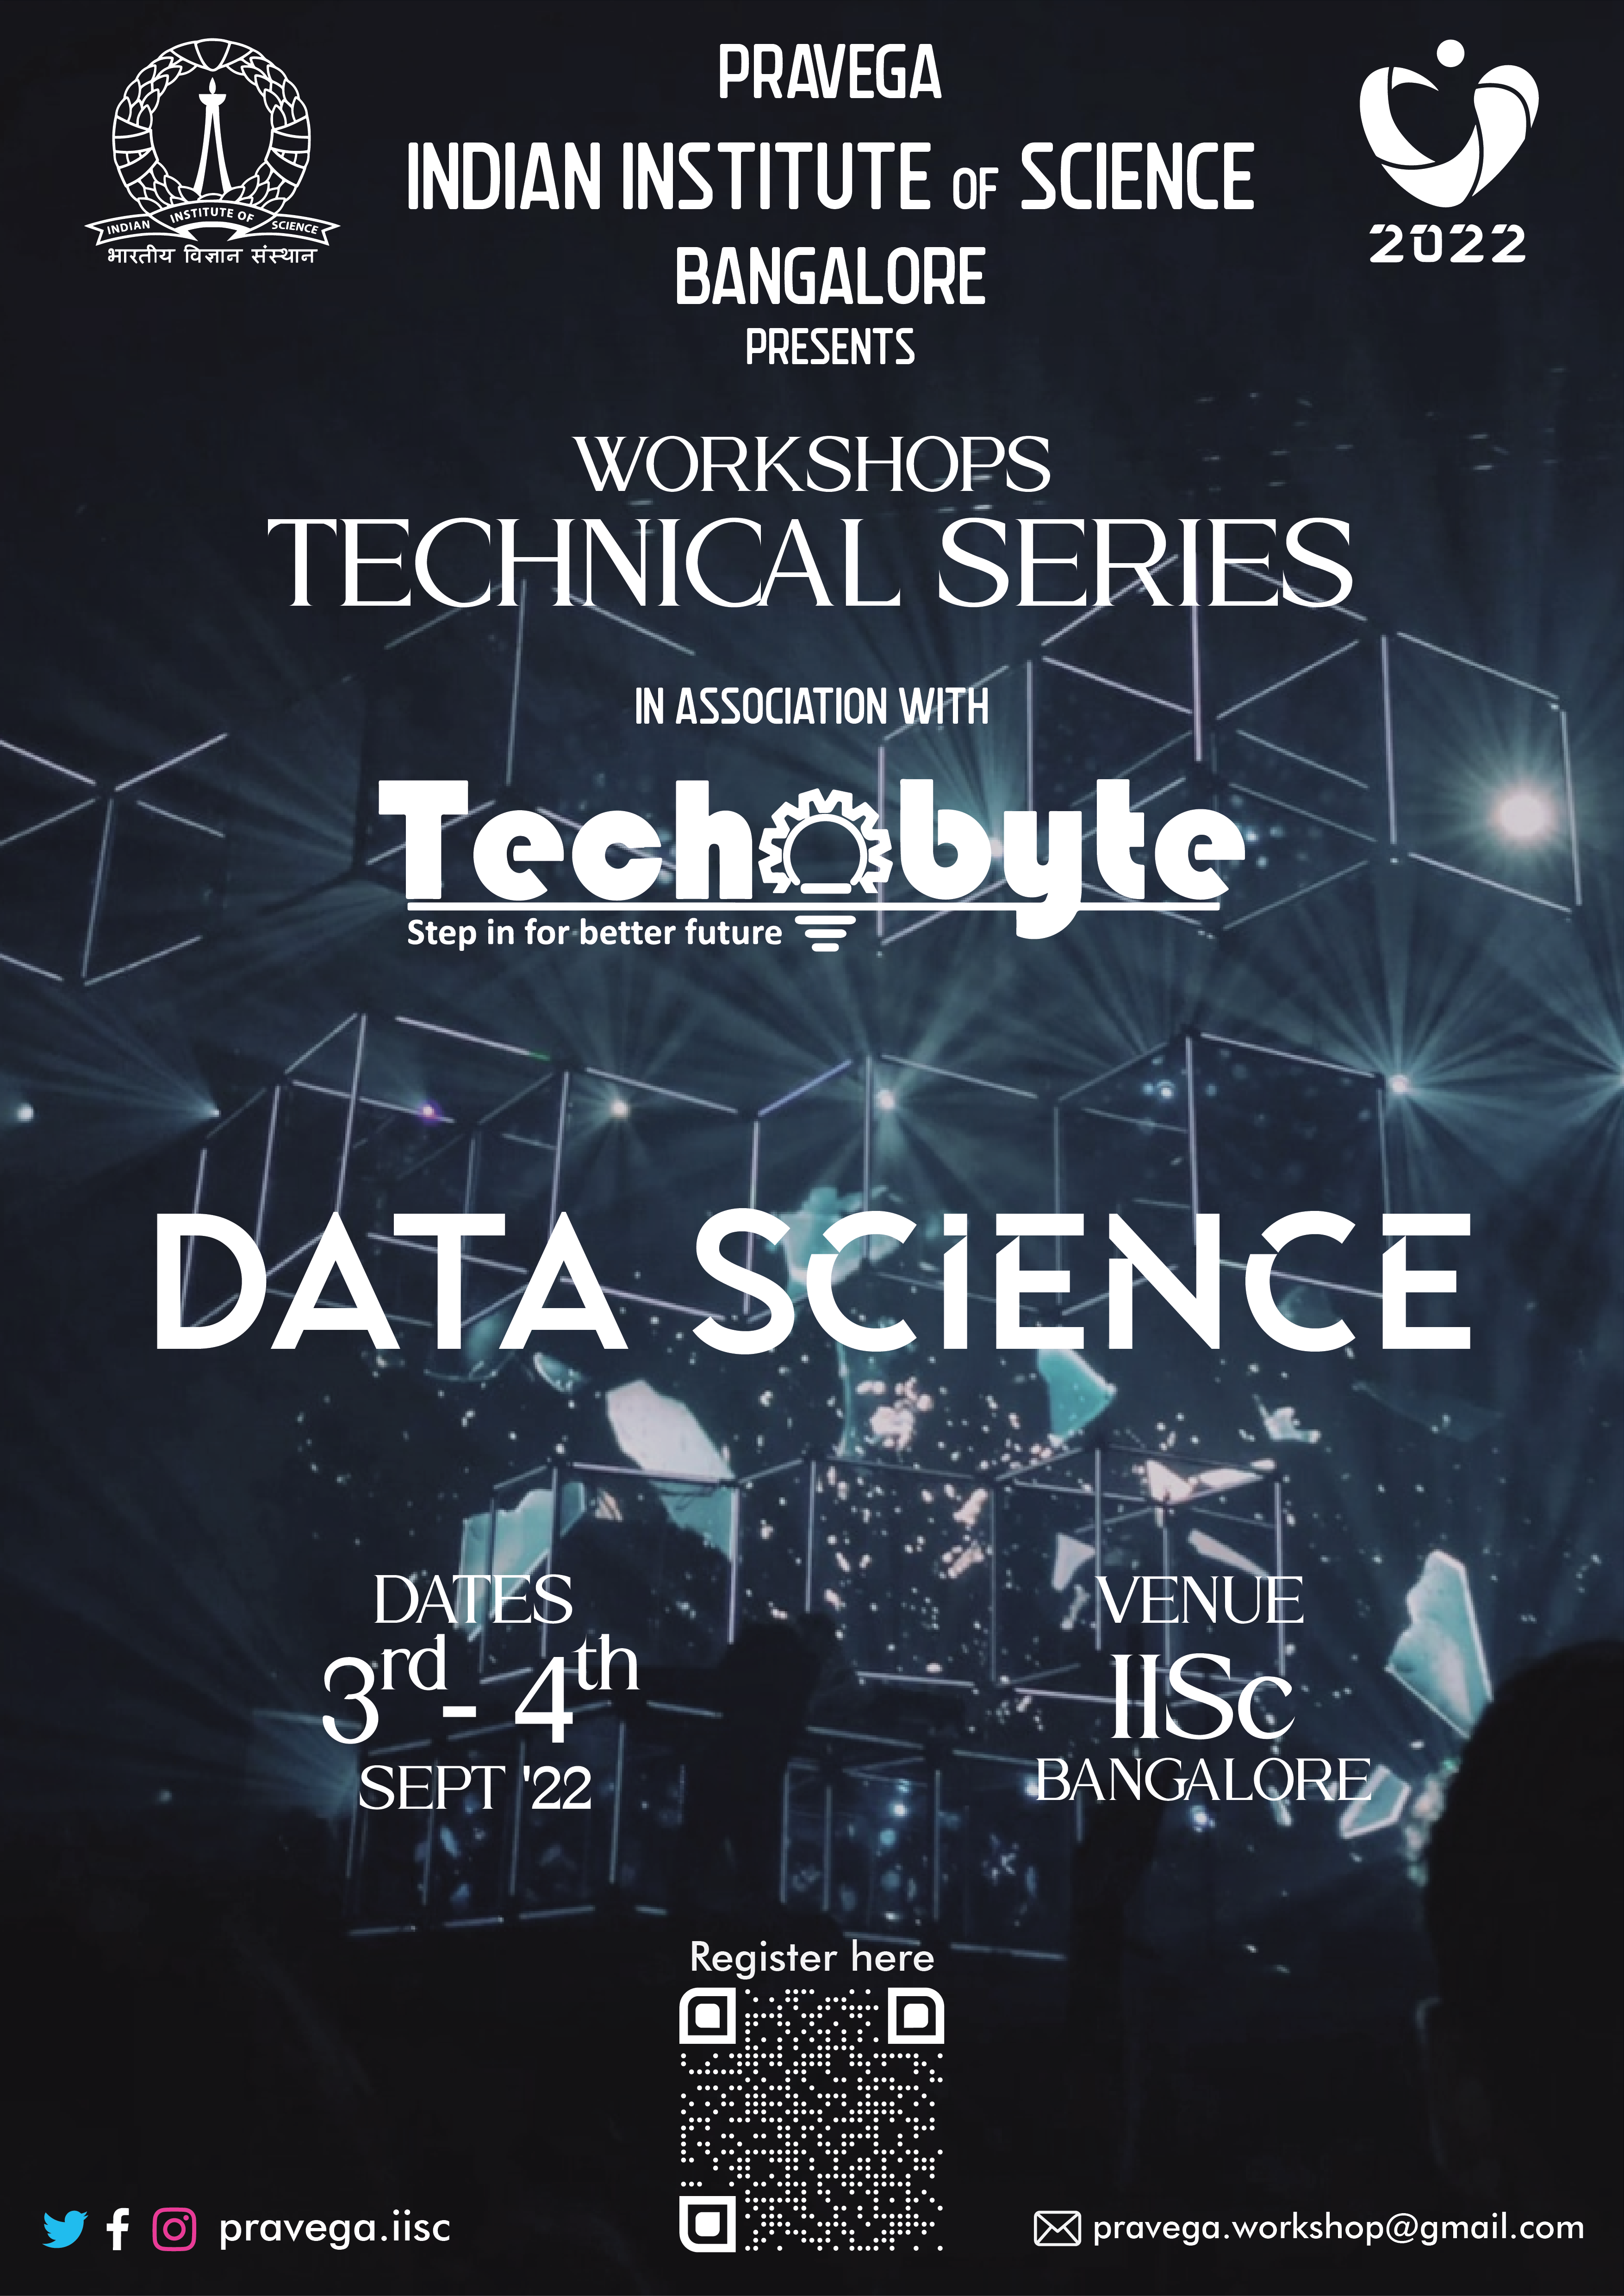 PRAVEGA
INDIAN INSTITUTE OF SCIENCE
BANGALORE
PRESENTS
INDIAN INSTITUTE OF SCIENCE
भारतीय विज्ञान संस्थान
2022
WORKSHOPS
TECHNICAL SERIES
IN ASSOCIATION WITH
Techobyte
Step in for better future
DATA SCIENCE
DATES
3rd - 4th
SEPT '22
VENUE
IISc
BANGALORE
Register here
pravega.iisc
pravega.workshop@gmail.com